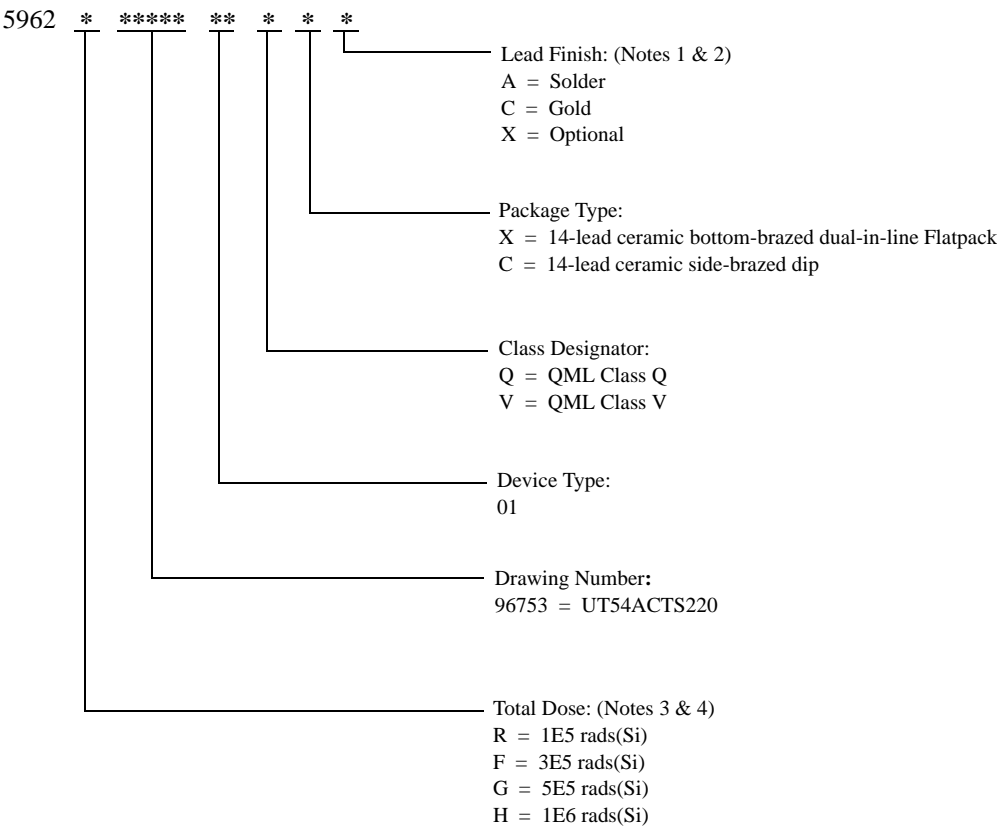 5962 * ***** ** * * *
Lead Finish: (Notes 1 & 2)
A = Solder
C = Gold
X = Optional
Package Type:
X = 14-lead ceramic bottom-brazed dual-in-line Flatpack
C = 14-lead ceramic side-brazed dip
Class Designator:
Q = QML Class Q
V = QML Class V
Device Type:
01
Drawing Number:
96753 = UT54ACTS220
Total Dose: (Notes 3 & 4)
R = 1E5 rads(Si)
F = 3E5 rads(Si)
G = 5E5 rads(Si)
H = 1E6 rads(Si)